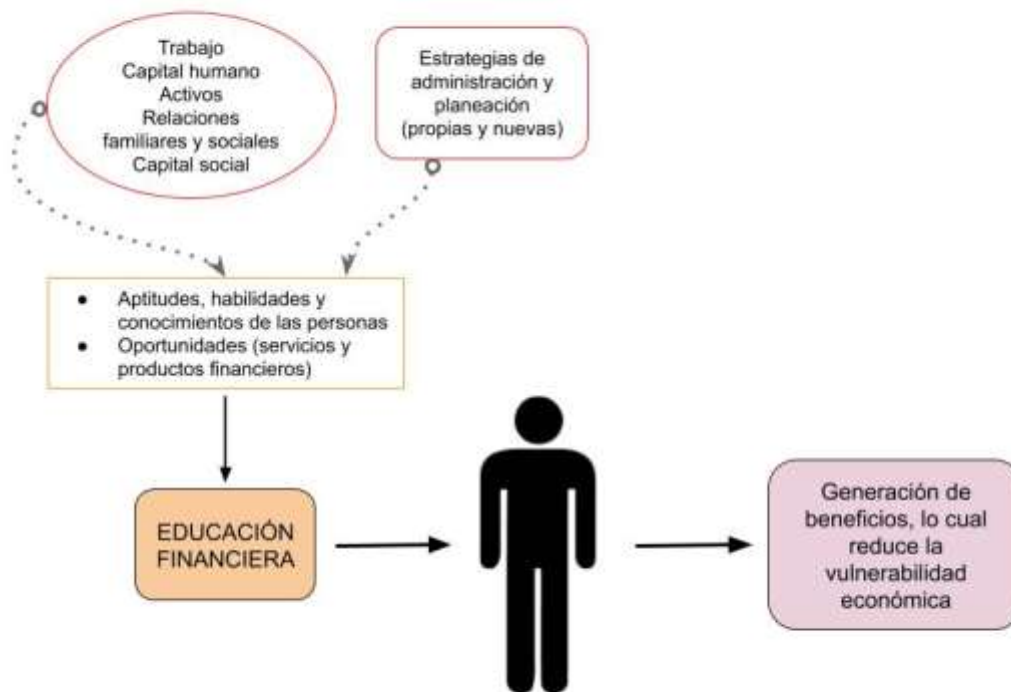 Trabajo
Capital humano
Activos
Relaciones
familiares y sociales
Capital social
Estrategias de
administración y
planeación
(propias y nuevas)
● Aptitudes, habilidades y
conocimientos de las personas
● Oportunidades (servicios y
productos financieros)
EDUCACIÓN
FINANCIERA
Generación de
beneficios, lo cual
reduce la
vulnerabilidad
económica